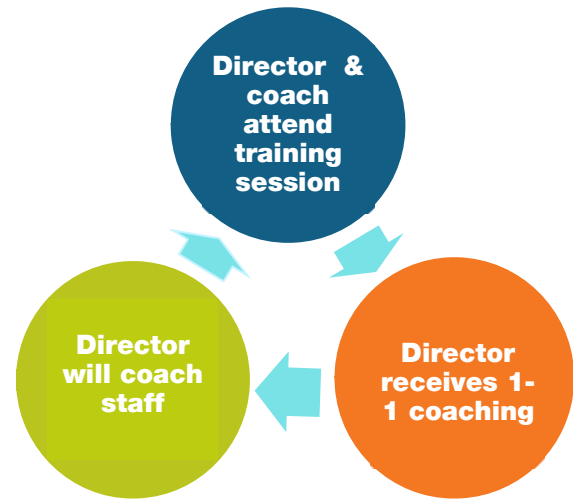 Director &
coach
attend
training
session
Director
receives 1-
1 coaching
Director
will coach
staff